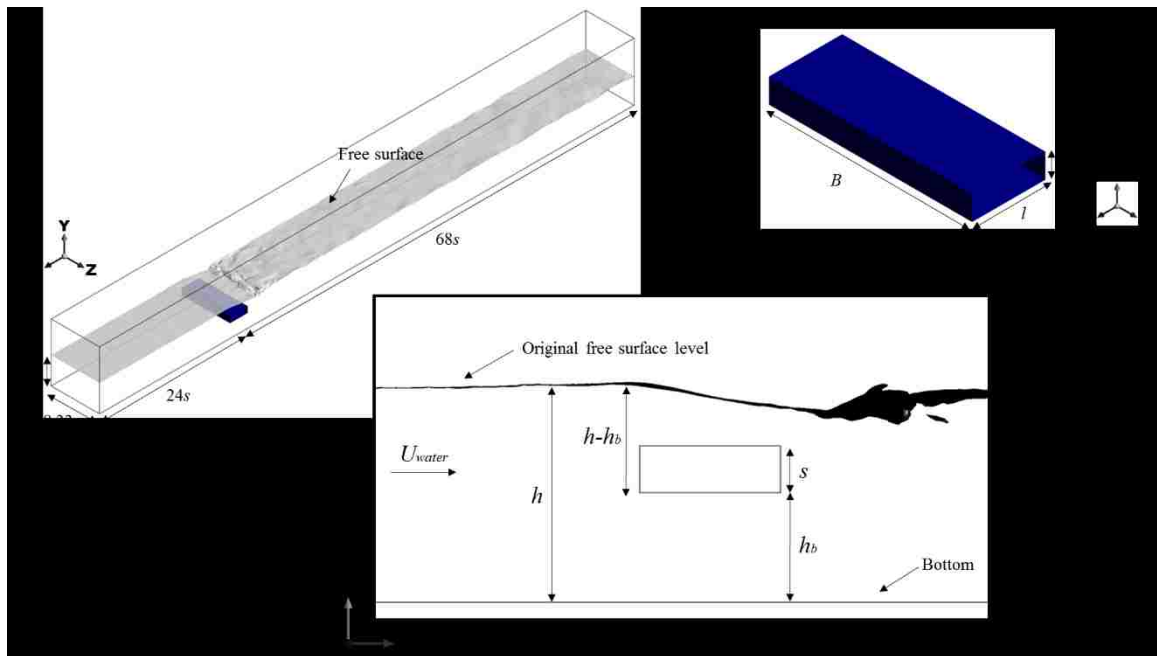 Free surface
68s
Y
Z
24s
B
l
Original free surface level
h-hb
Uwater
s
h
hb
Bottom